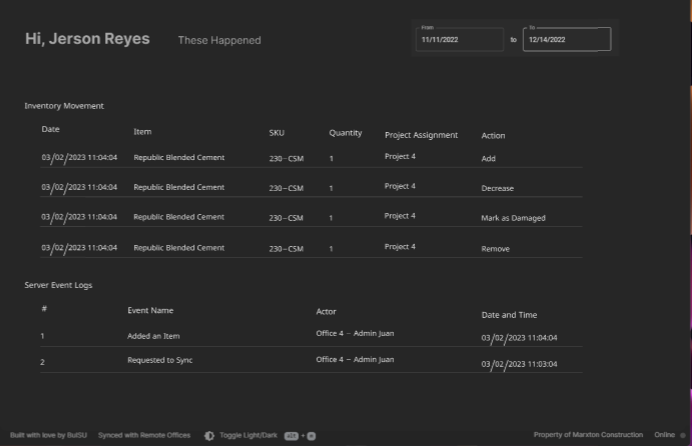 Hi, Jerson Reyes These Happened
From To
11/11/2022 to 12/14/2022
Inventory Movement
Date Item SKU Quantity Project Assignment Action
03/02/2023 11:04:04 Republic Blended Cement 230-CSM 1 Project 4 Add
03/02/2023 11:04:04 Republic Blended Cement 230-CSM 1 Project 4 Decrease
03/02/2023 11:04:04 Republic Blended Cement 230-CSM 1 Project 4 Mark as Damaged
03/02/2023 11:04:04 Republic Blended Cement 230-CSM 1 Project 4 Remove
Server Event Logs
# Event Name Actor Date and Time
1 Added an Item Office 4 - Admin Juan 03/02/2023 11:04:04
2 Requested to Sync Office 4 - Admin Juan 03/02/2023 11:03:04
Built with love by BulSU Synced with Remote Offices Toggle Light/Dark + Property of Marxton Construction Online